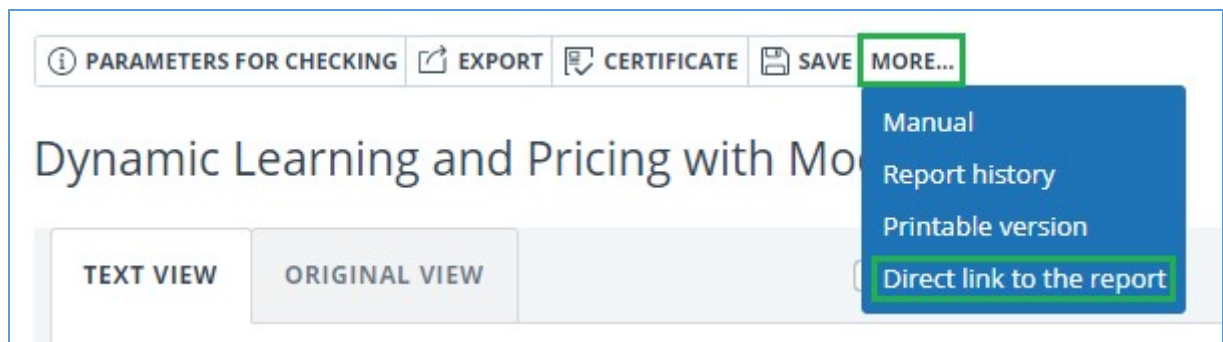 PARAMETERS FOR CHECKING EXPORT CERTIFICATE SAVE MORE...
Manual
Dynamic Learning and Pricing with Mo
Report history
Printable version
TEXT VIEW ORIGINAL VIEW
Direct link to the report